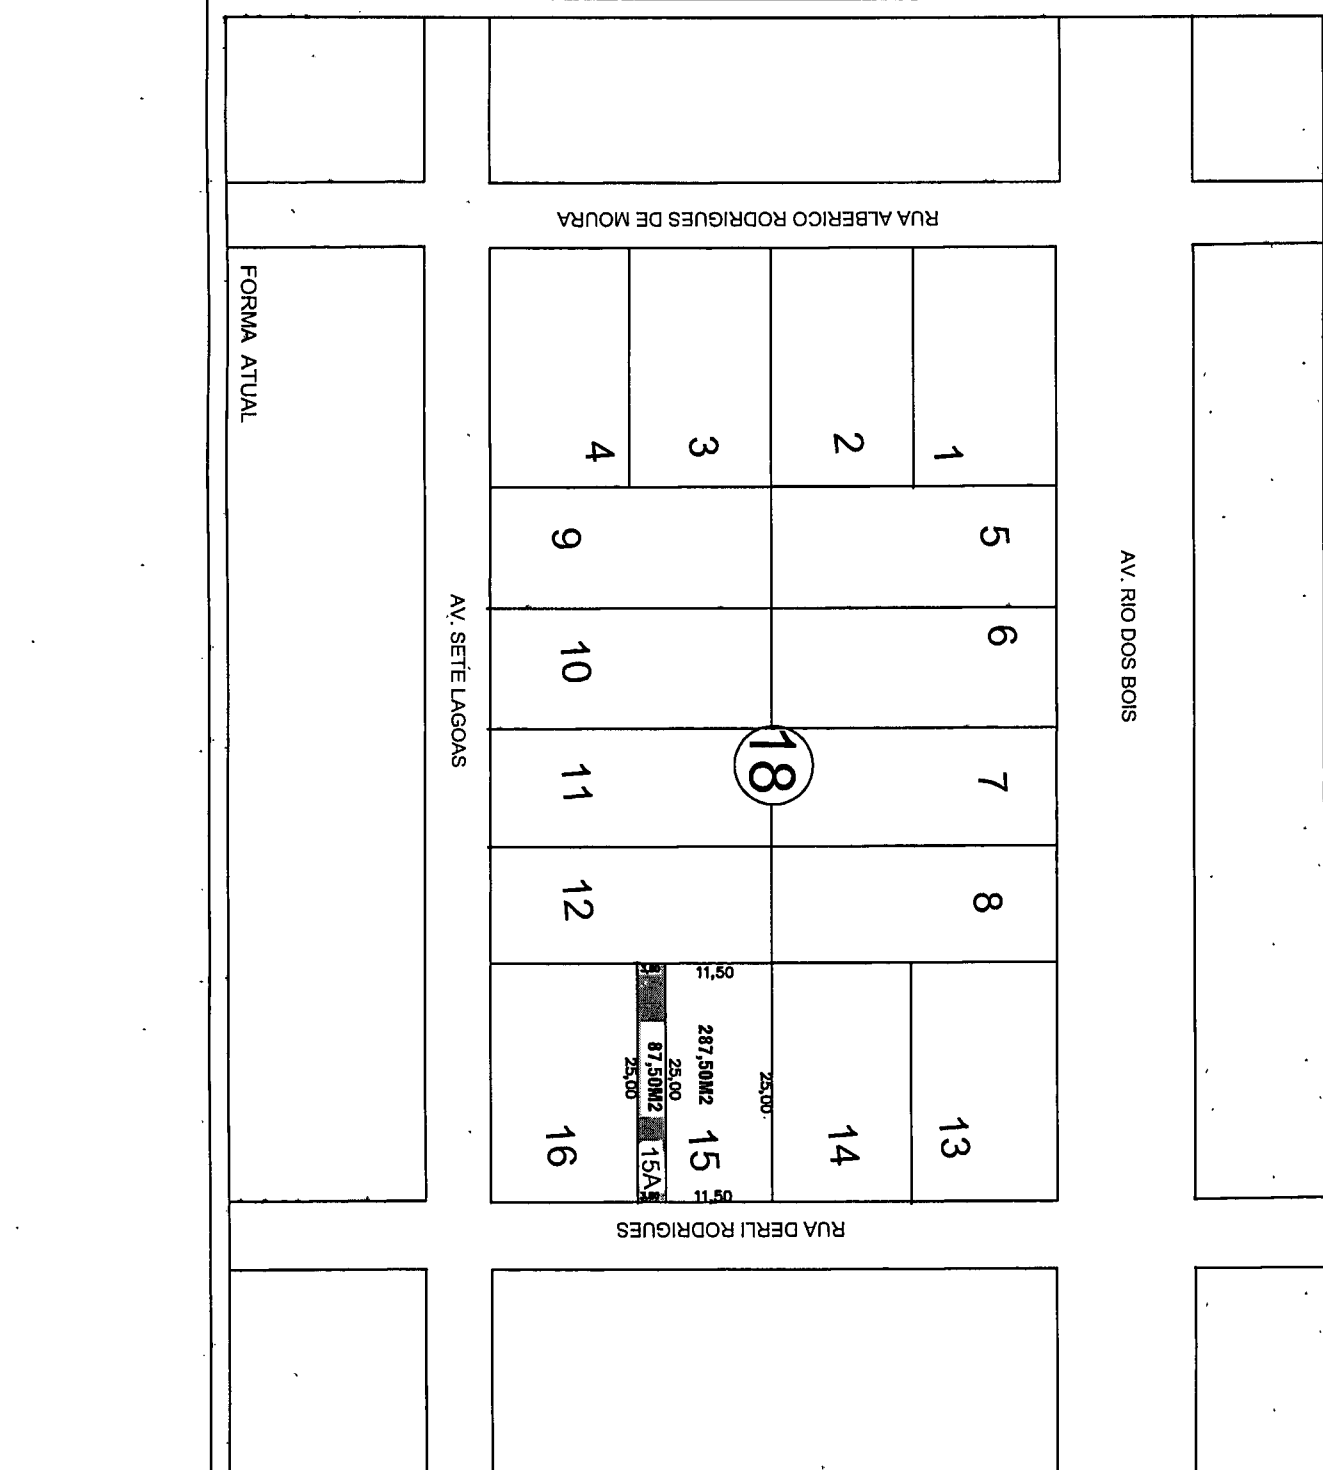 RUA ALBERICO RODRIGUES DE MOURA
FORMA ATUAL
4
3
2
1
9
5
10
6
AV. SETE LAGOAS
AV. RIO DOS BOIS
18
11
7
12
8
11,50
287,50M2
87,50M2
25,00
25,00
25,00
16
15A
15
14
13
11,50
RUA DERLI RODRIGUES